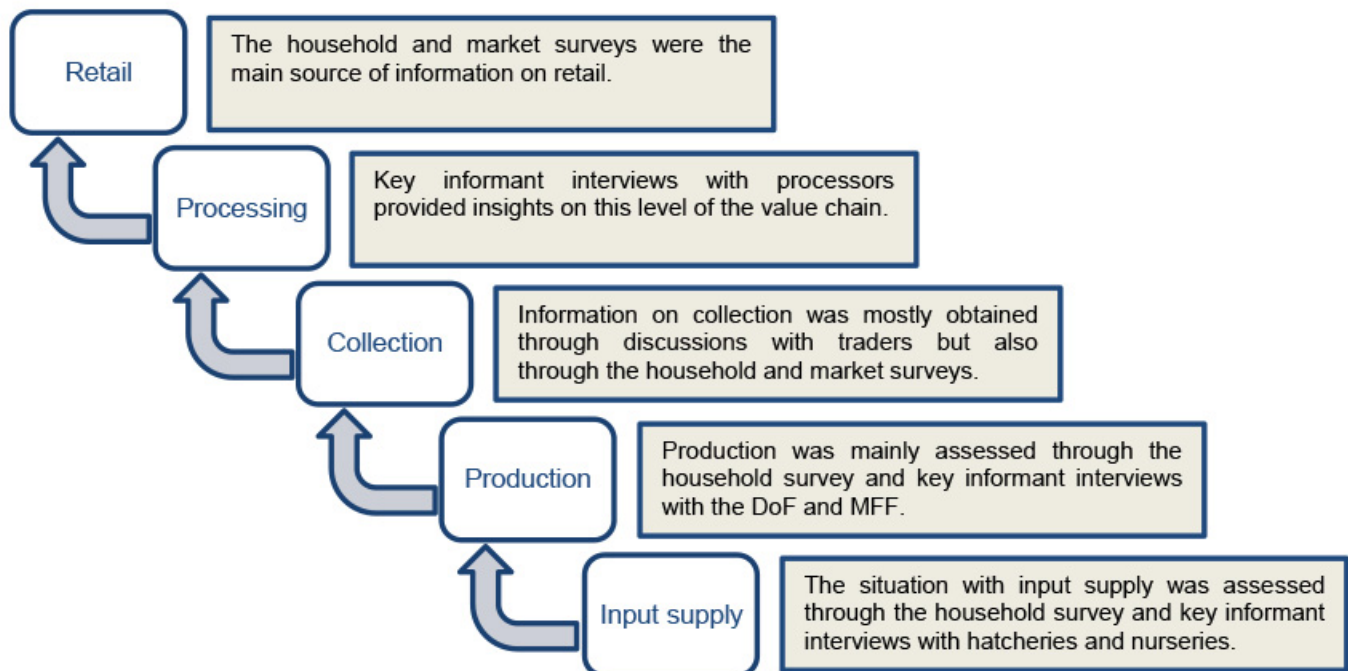 Retail
The household and market surveys were the
main source of information on retail.
Processing
Key informant interviews with processors
provided insights on this level of the value chain.
Collection
Information on collection was mostly obtained
through discussions with traders but also
through the household and market surveys.
Production
Production was mainly assessed through the
household survey and key informant interviews
with the DoF and MFF.
Input supply
The situation with input supply was assessed
through the household survey and key informant
interviews with hatcheries and nurseries.